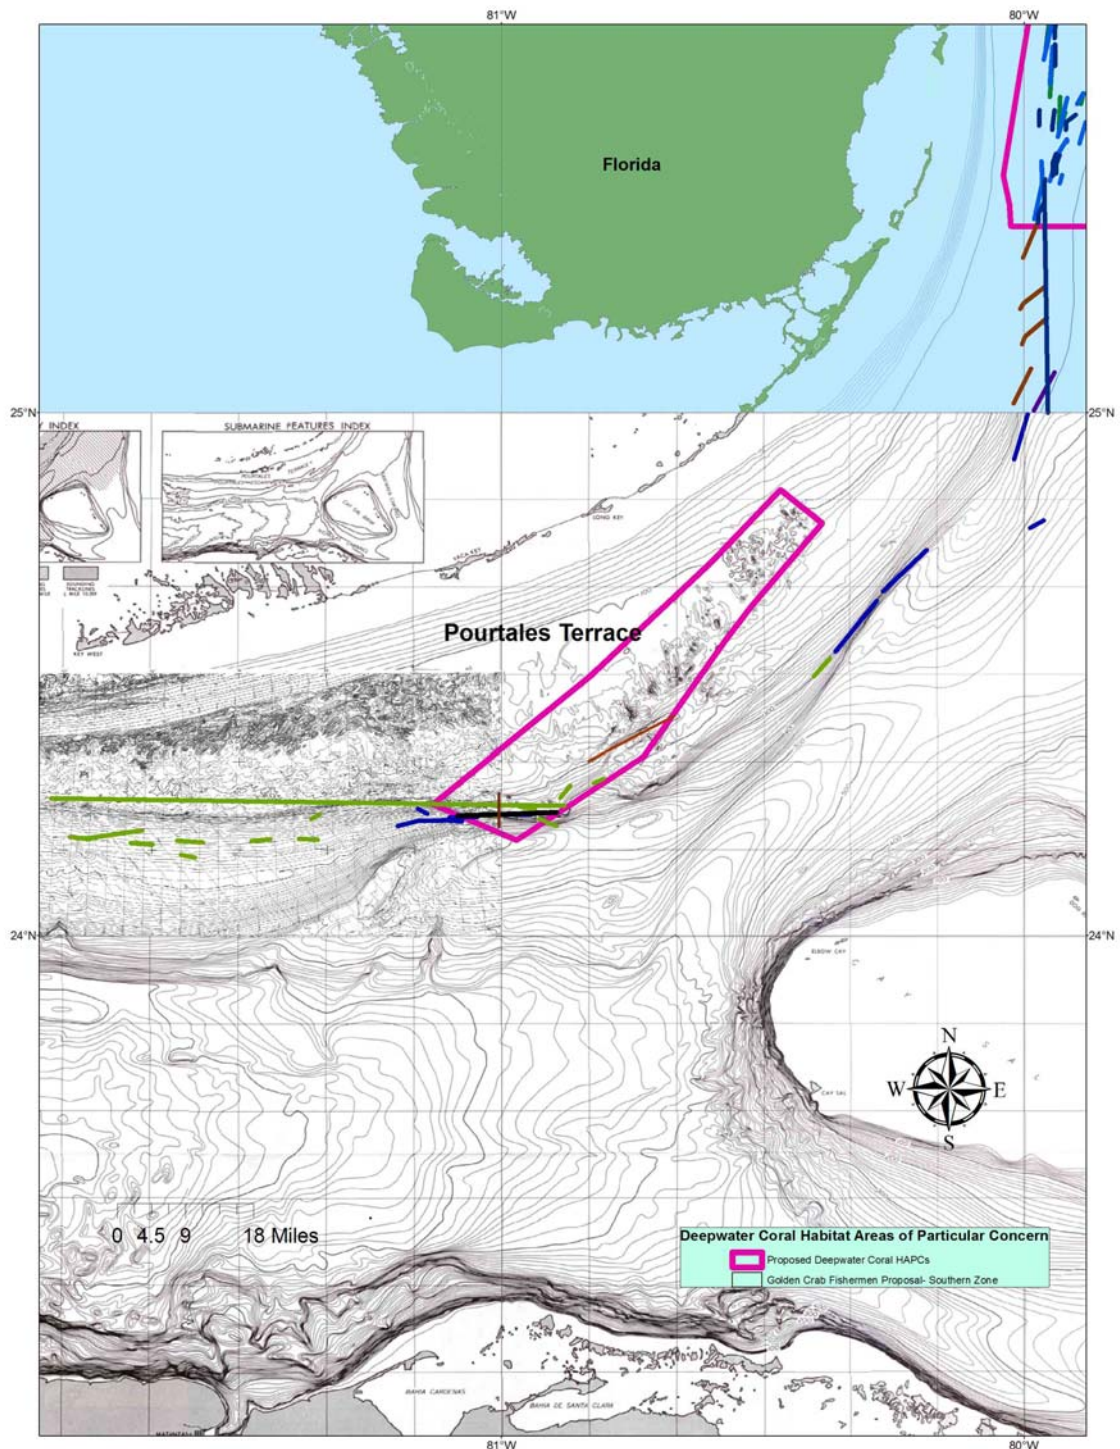 81°W 80°W
Florida
25°N
Y INDEX
SUBMARINE FEATURES INDEX
POURTALES TERRACE
LONG KEY
VACA KEY
KEY WEST
Pourtales Terrace
24°N 24°N
ELBOW CAY
CAY SAL
N
W E
S
0 4.5 9 18 Miles
Deepwater Coral Habitat Areas of Particular Concern
Proposed Deepwater Coral HAPCs
Golden Crab Fishermen Proposal- Southern Zone
BAHIA CARDENAS
BAHIA DE SANTA CLARA
81°W 80°W